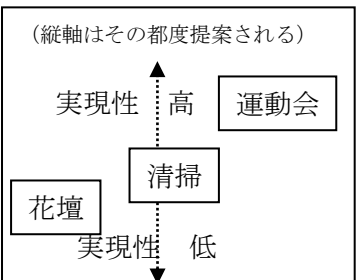 （縦軸はその都度提案される）
実現性　高
運動会
清掃
花壇
実現性　低